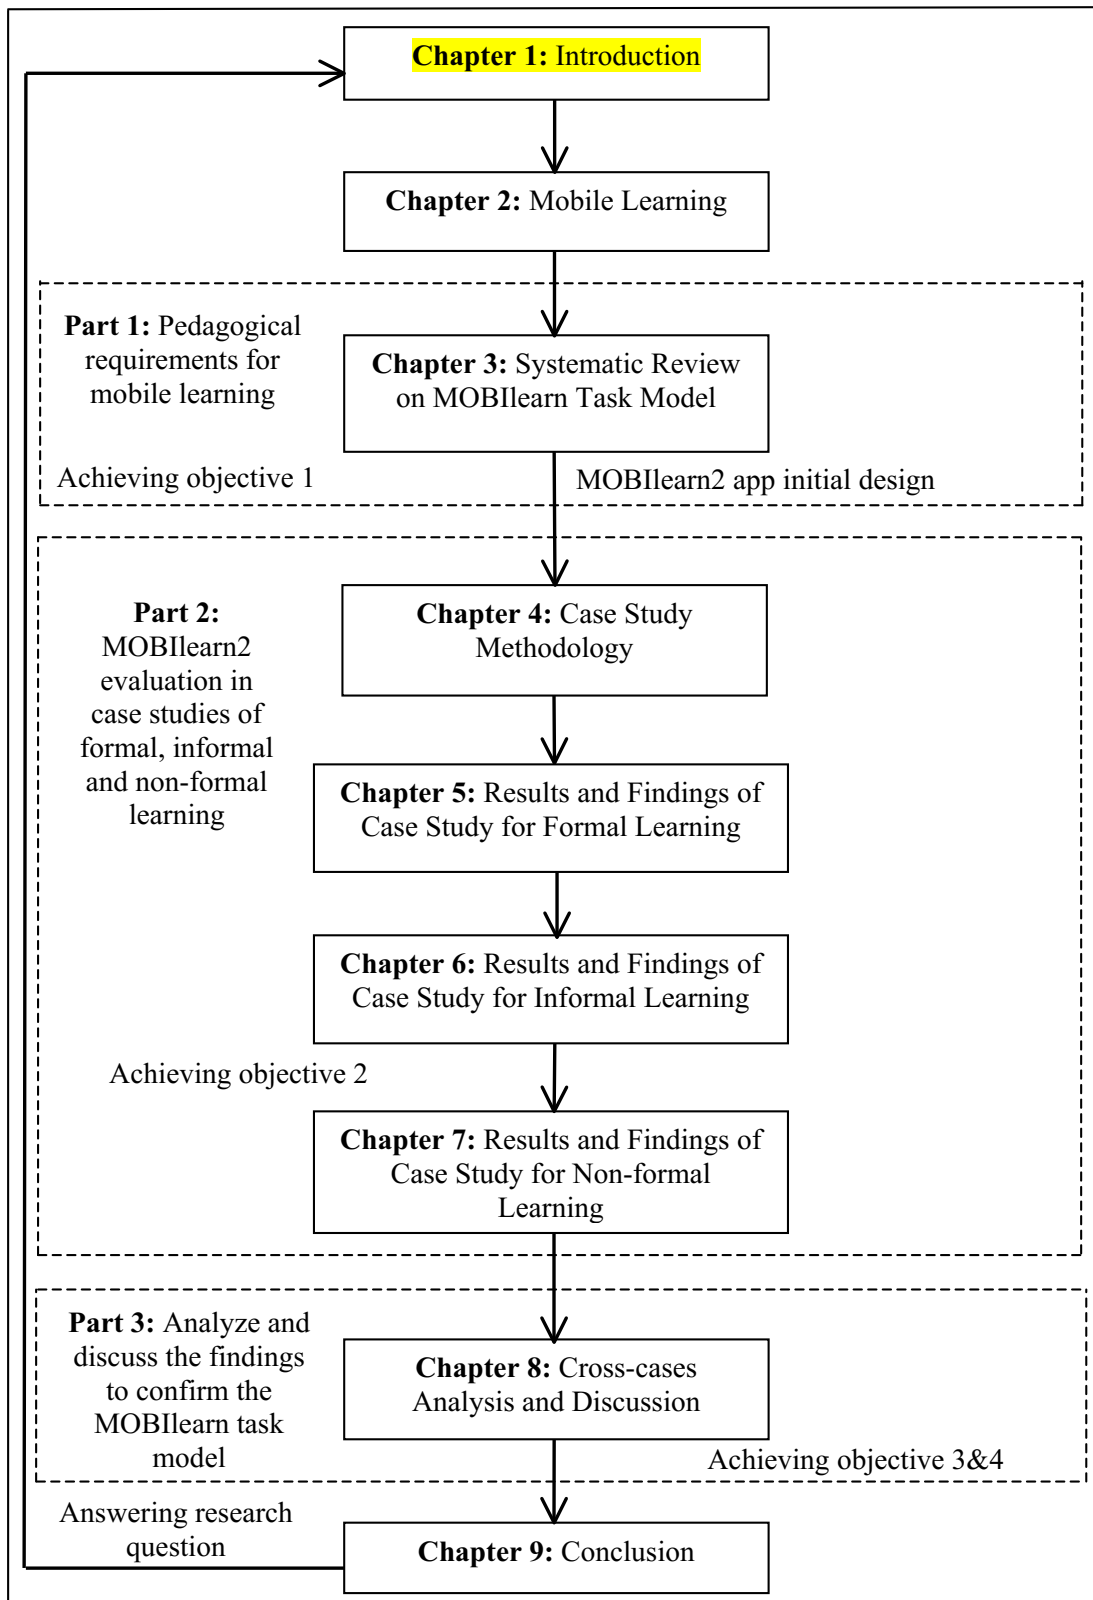 Chapter 1: Introduction
Chapter 2: Mobile Learning
Part 1: Pedagogical
requirements for
mobile learning
Chapter 3: Systematic Review
on MOBIlearn Task Model
Achieving objective 1
MOBIlearn2 app initial design
Part 2:
MOBIlearn2
evaluation in
case studies of
formal, informal
and non-formal
learning
Chapter 4: Case Study
Methodology
Chapter 5: Results and Findings of
Case Study for Formal Learning
Chapter 6: Results and Findings of
Case Study for Informal Learning
Achieving objective 2
Chapter 7: Results and Findings of
Case Study for Non-formal
Learning
Part 3: Analyze and
discuss the findings
to confirm the
MOBIlearn task
model
Chapter 8: Cross-cases
Analysis and Discussion
Achieving objective 3&4
Answering research
question
Chapter 9: Conclusion